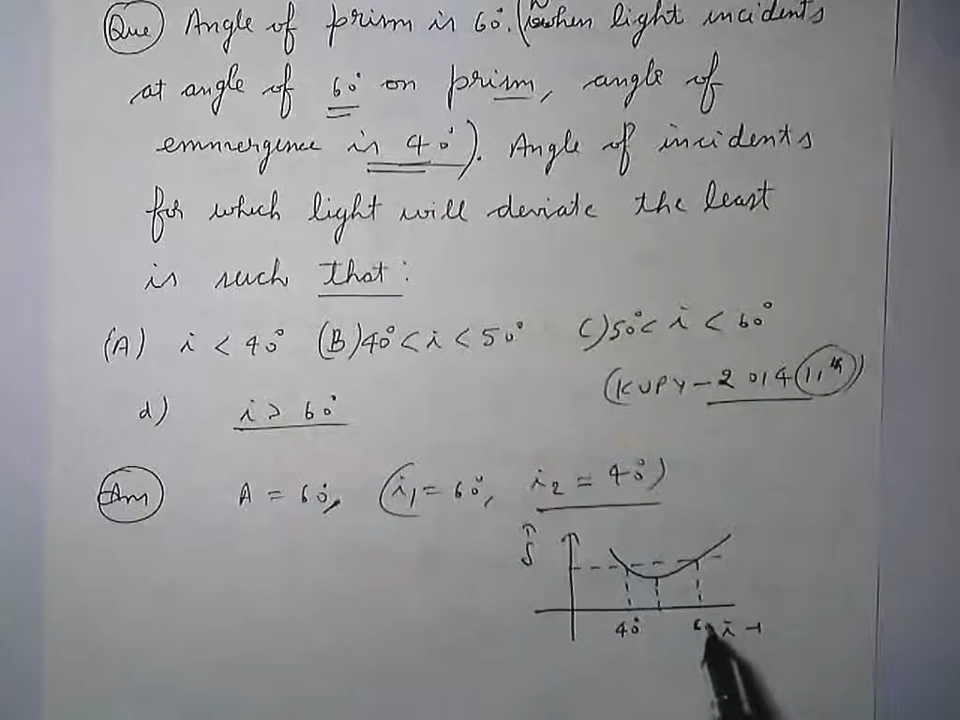 Que Angle of prism is 60°. (when light incidents
at angle of 60° on prism, angle of
emmergence is 40°). Angle of incidents
for which light will deviate the least
is such that:
(A) i < 40° (B) 40° < i < 50° C) 50° < i < 60°
(KVPY - 2014 11th)
d) i > 60°
Ans A = 60°, (i1 = 60°, i2 = 40°)
δ
40° i →